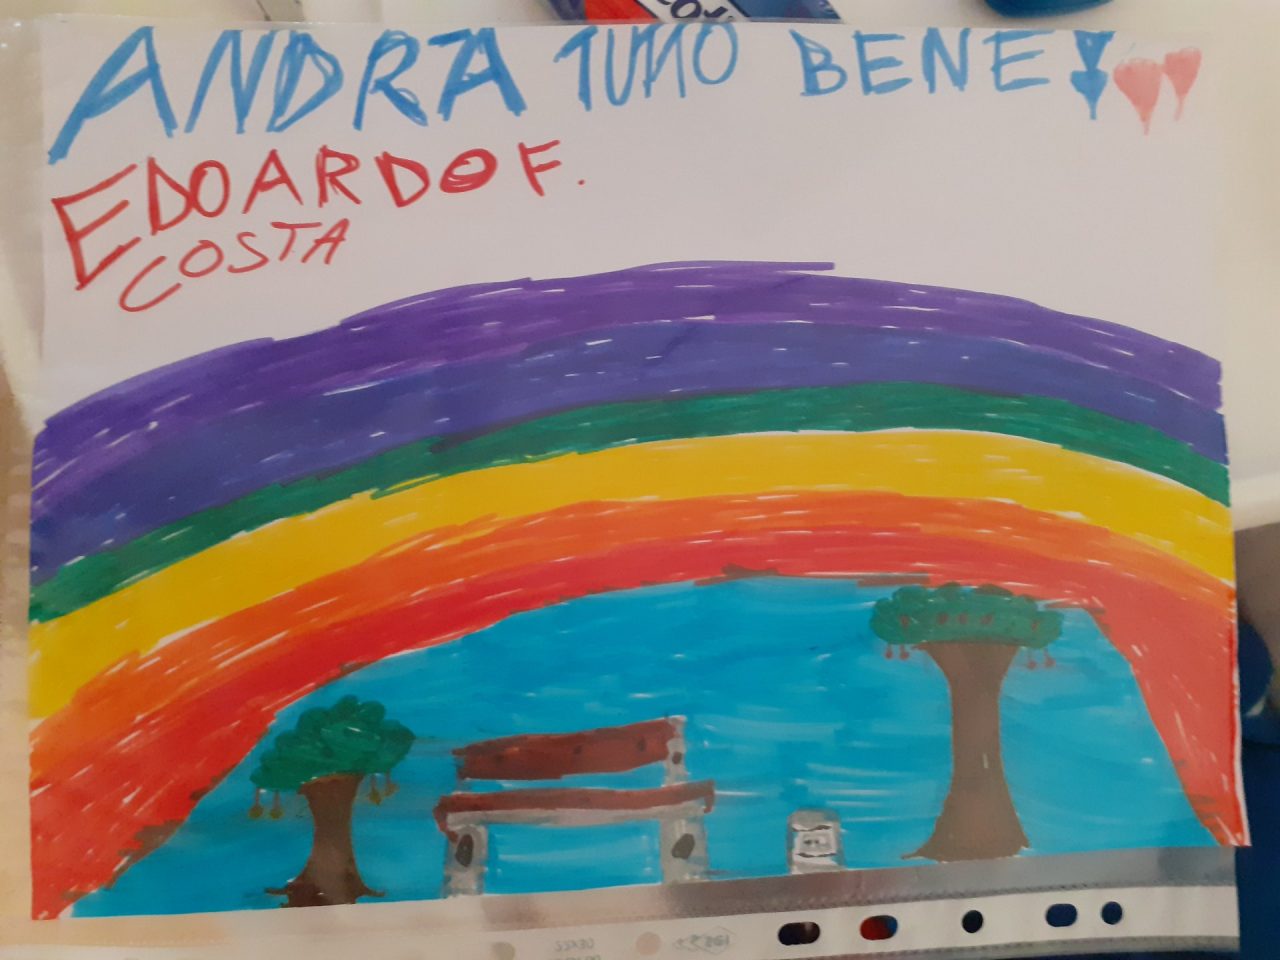 ANDRA TUTTO BENE!
EDOARDO F.
COSTA